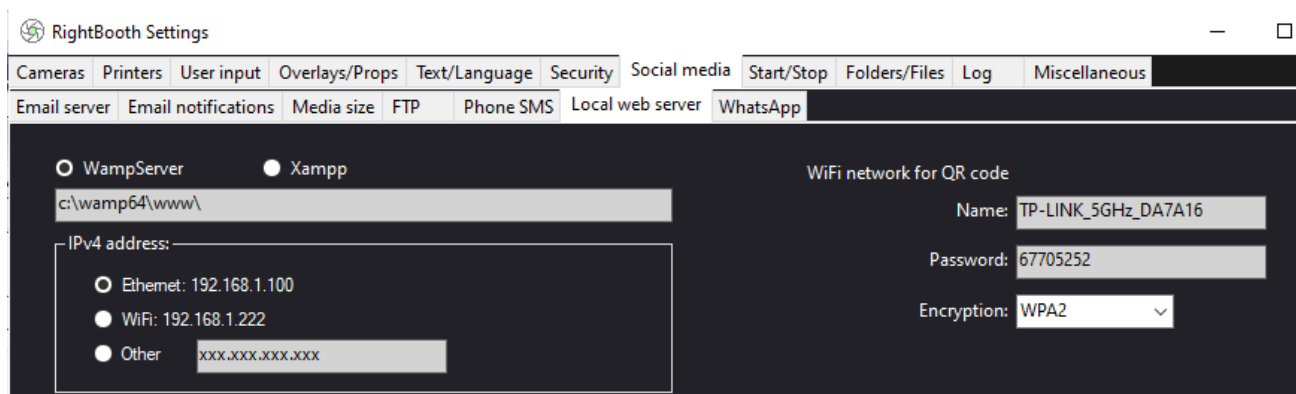 RightBooth Settings
Cameras Printers User input Overlays/Props Text/Language Security Social media Start/Stop Folders/Files Log Miscellaneous
Email server Email notifications Media size FTP Phone SMS Local web server WhatsApp
WampServer Xampp
c:\wamp64\www\
IPv4 address:
Ethernet: 192.168.1.100
WiFi: 192.168.1.222
Other xxx.xxx.xxx.xxx
WiFi network for QR code
Name: TP-LINK_5GHz_DA7A16
Password: 67705252
Encryption: WPA2